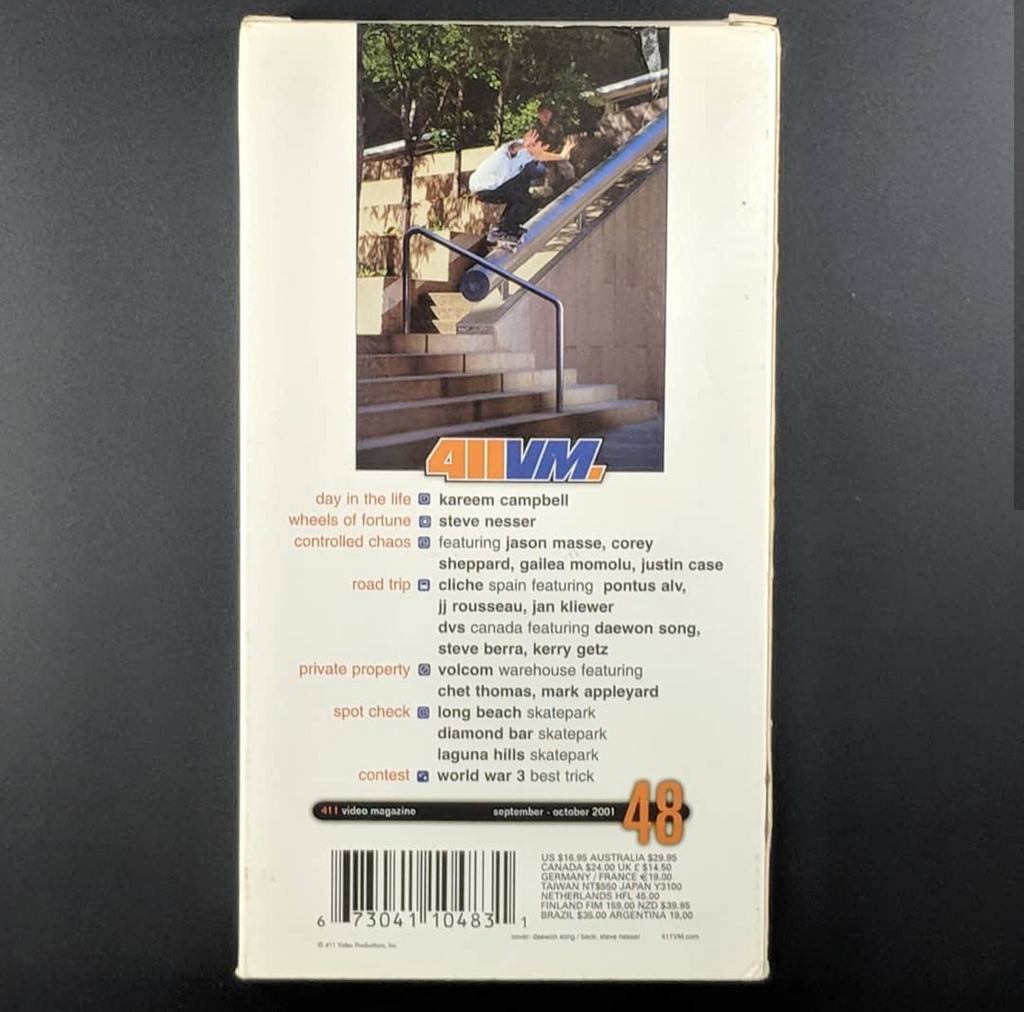 411VM.
day in the life kareem campbell
wheels of fortune steve nesser
controlled chaos featuring jason masse, corey
sheppard, gailea momolu, justin case
road trip cliche spain featuring pontus alv,
jj rousseau, jan kliewer
dvs canada featuring daewon song,
steve berra, kerry getz
private property volcom warehouse featuring
chet thomas, mark appleyard
spot check long beach skatepark
diamond bar skatepark
laguna hills skatepark
contest world war 3 best trick
411 video magazine september - october 2001 48
US $16.95 AUSTRALIA $29.95
CANADA $24.00 UK £ $14.50
GERMANY / FRANCE €19.00
TAIWAN NT$550 JAPAN Y3100
NETHERLANDS HFL 45.00
FINLAND FIM 159,00 NZD $39.95
BRAZIL $35.00 ARGENTINA 19,00
6 73041 10483 1
cover: daewon song / back: steve nesser 411VM.com
© 411 Video Productions, Inc.